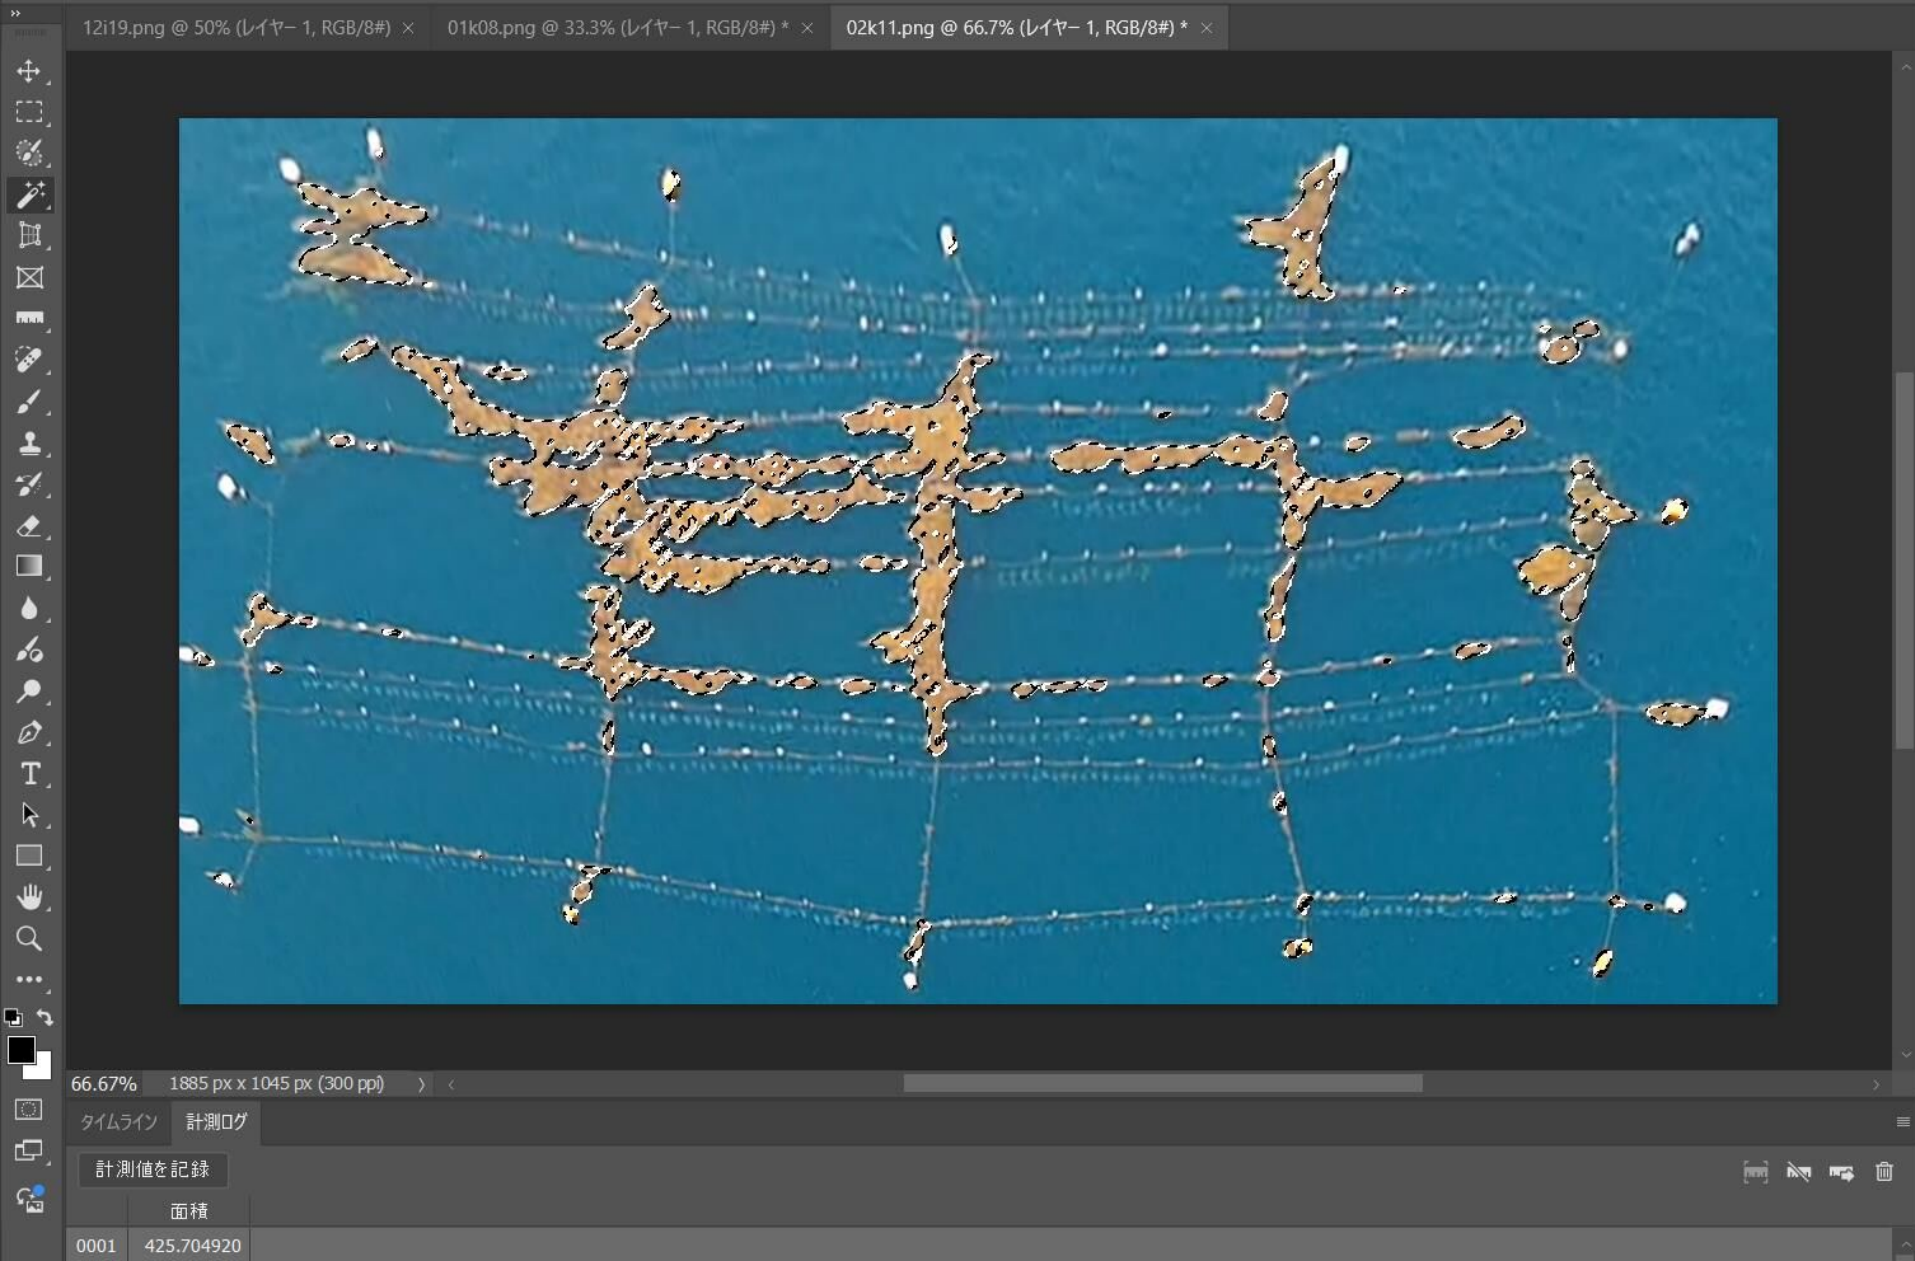 12i19.png @ 50% (レイヤー 1, RGB/8#) ×
01k08.png @ 33.3% (レイヤー 1, RGB/8#) * ×
02k11.png @ 66.7% (レイヤー 1, RGB/8#) * ×
66.67%
1885 px x 1045 px (300 ppi)
タイムライン
計測ログ
計測値を記録
面積
0001
425.704920